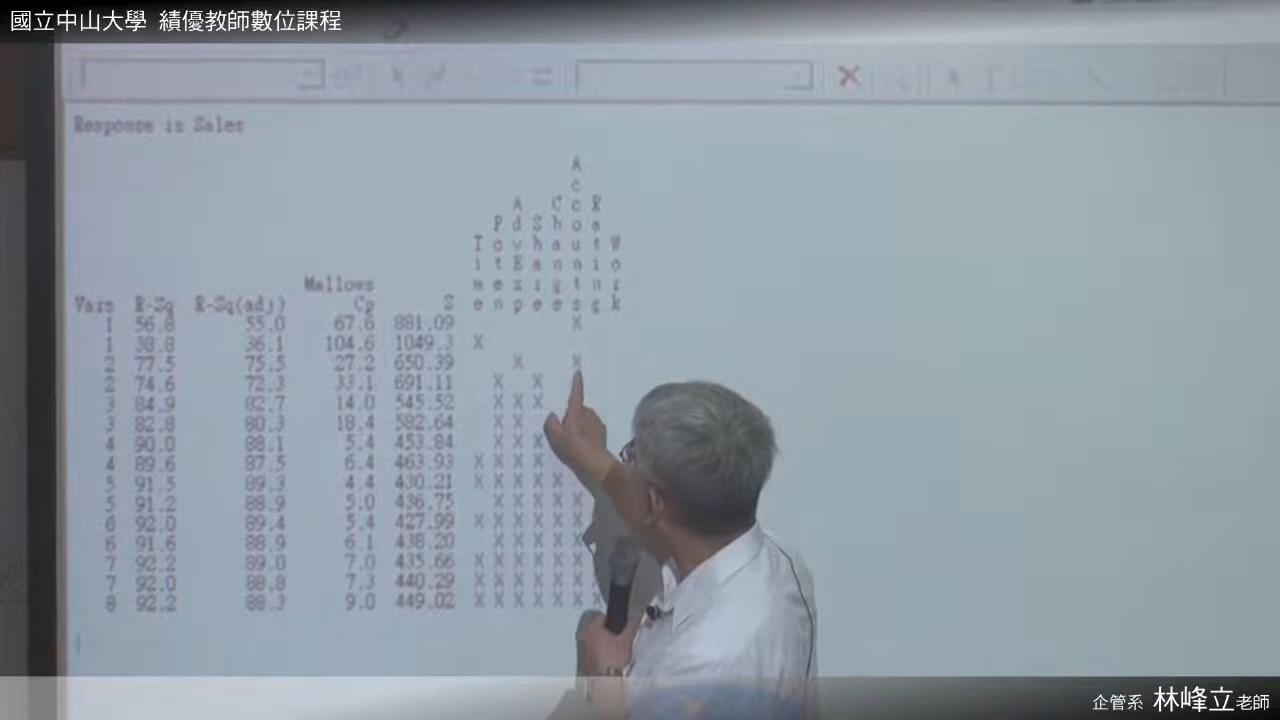 國立中山大學 績優教師數位課程
Response is Sales
A
c
A C c R
P d S h o a
T o v h a u t W
i t E a n n i o
Mallows m e x r g t n r
Vars R-Sq R-Sq(adj) Cp S e n p e e s g k
1 56.8 55.0 67.6 881.09 X
1 38.8 36.1 104.6 1049.3 X
2 77.5 75.5 27.2 650.39 X X
2 74.6 72.3 33.1 691.11 X X
3 84.9 82.7 14.0 545.52 X X X
3 82.8 80.3 18.4 582.64 X X
4 90.0 88.1 5.4 453.84 X X X
4 89.6 87.5 6.4 463.93 X X X X
5 91.5 89.3 4.4 430.21 X X X X X
5 91.2 88.9 5.0 436.75 X X X X X
6 92.0 89.4 5.4 427.99 X X X X X X
6 91.6 88.9 6.1 438.20 X X X X X
7 92.2 89.0 7.0 435.66 X X X X X X
7 92.0 88.8 7.3 440.29 X X X X X X
8 92.2 88.3 9.0 449.02 X X X X X X X
企管系 林峰立老師